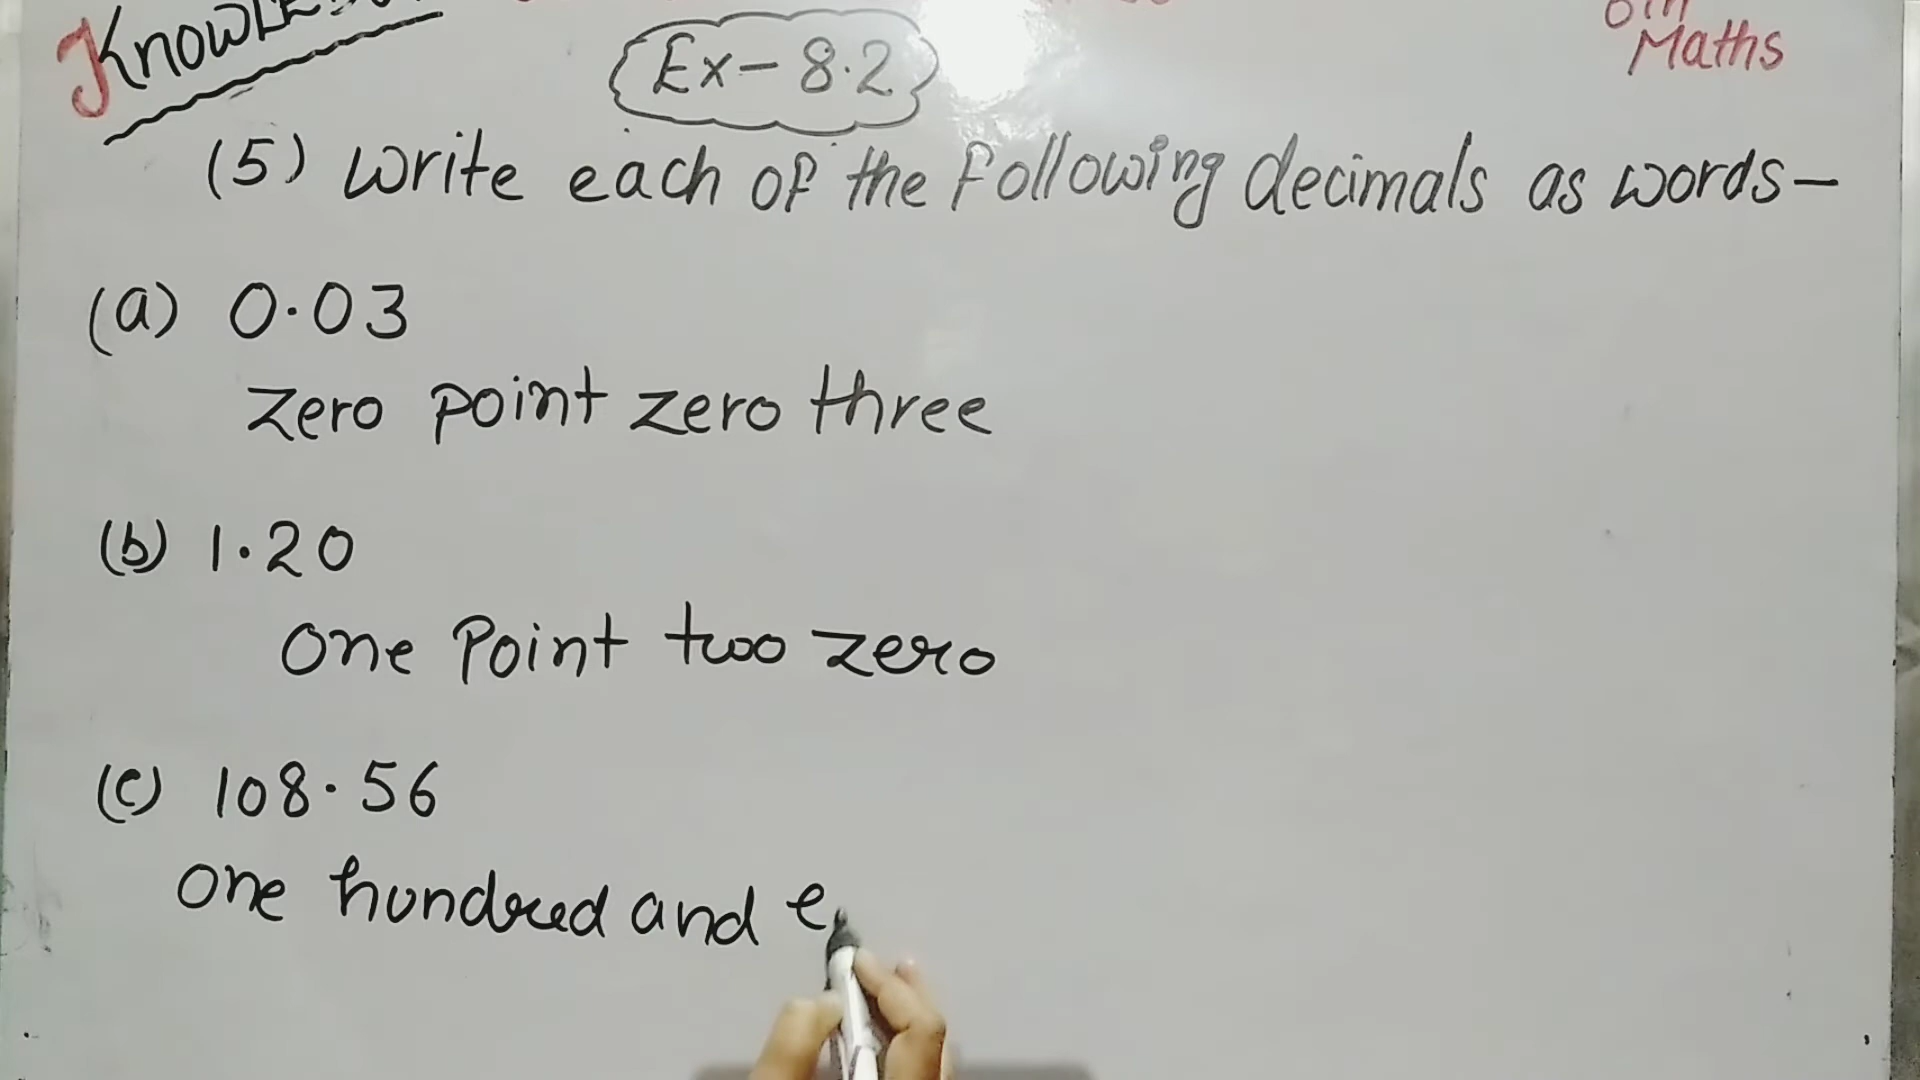 Ex-8.2
Maths
(5) Write each of the following decimals as words-
(a) 0.03
Zero point zero three
(b) 1.20
One Point two zero
(c) 108.56
One hundred and e